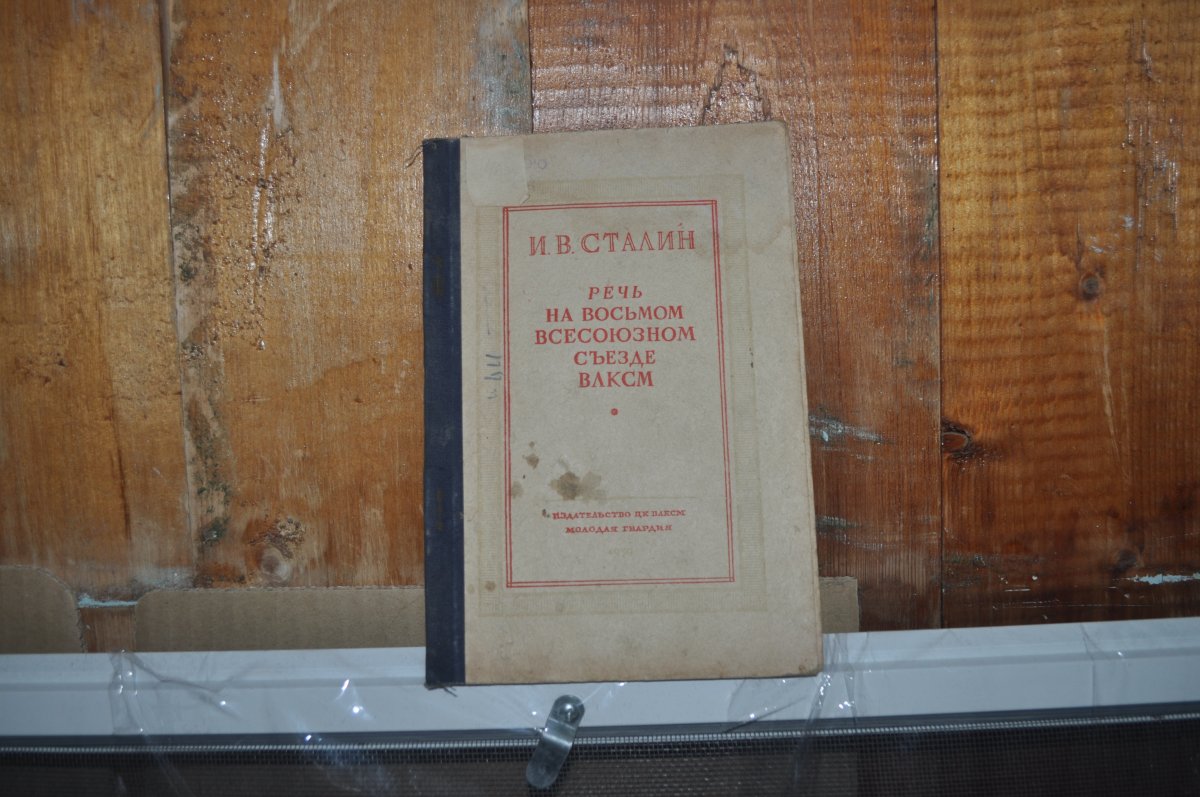 И. В. СТАЛИН
РЕЧЬ
НА ВОСЬМОМ
ВСЕСОЮЗНОМ
СЪЕЗДЕ
ВЛКСМ
ИЗДАТЕЛЬСТВО ЦК ВЛКСМ
МОЛОДАЯ ГВАРДИЯ